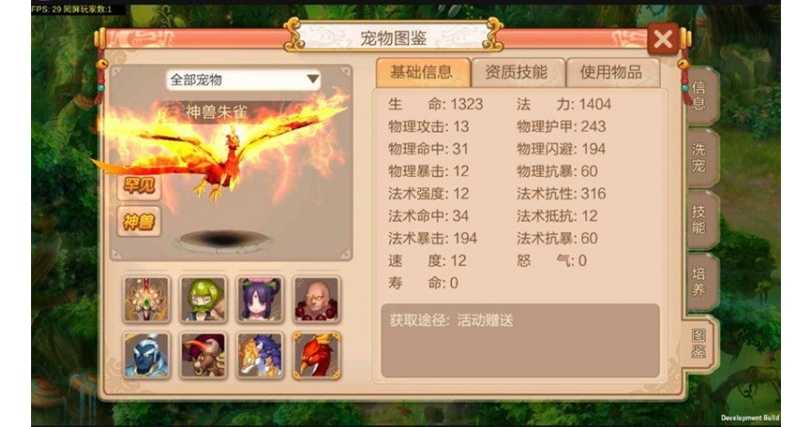 FPS: 29 同屏玩家数:1
宠物图鉴
全部宠物
神兽朱雀
罕见
神兽
基础信息
资质技能
使用物品
生 命: 1323 法 力: 1404
物理攻击: 13 物理护甲: 243
物理命中: 31 物理闪避: 194
物理暴击: 12 物理抗暴: 60
法术强度: 12 法术抗性: 316
法术命中: 34 法术抵抗: 12
法术暴击: 194 法术抗暴: 60
速 度: 12 怒 气: 0
寿 命: 0
获取途径: 活动赠送
信息
洗宠
技能
培养
图鉴
Development Build